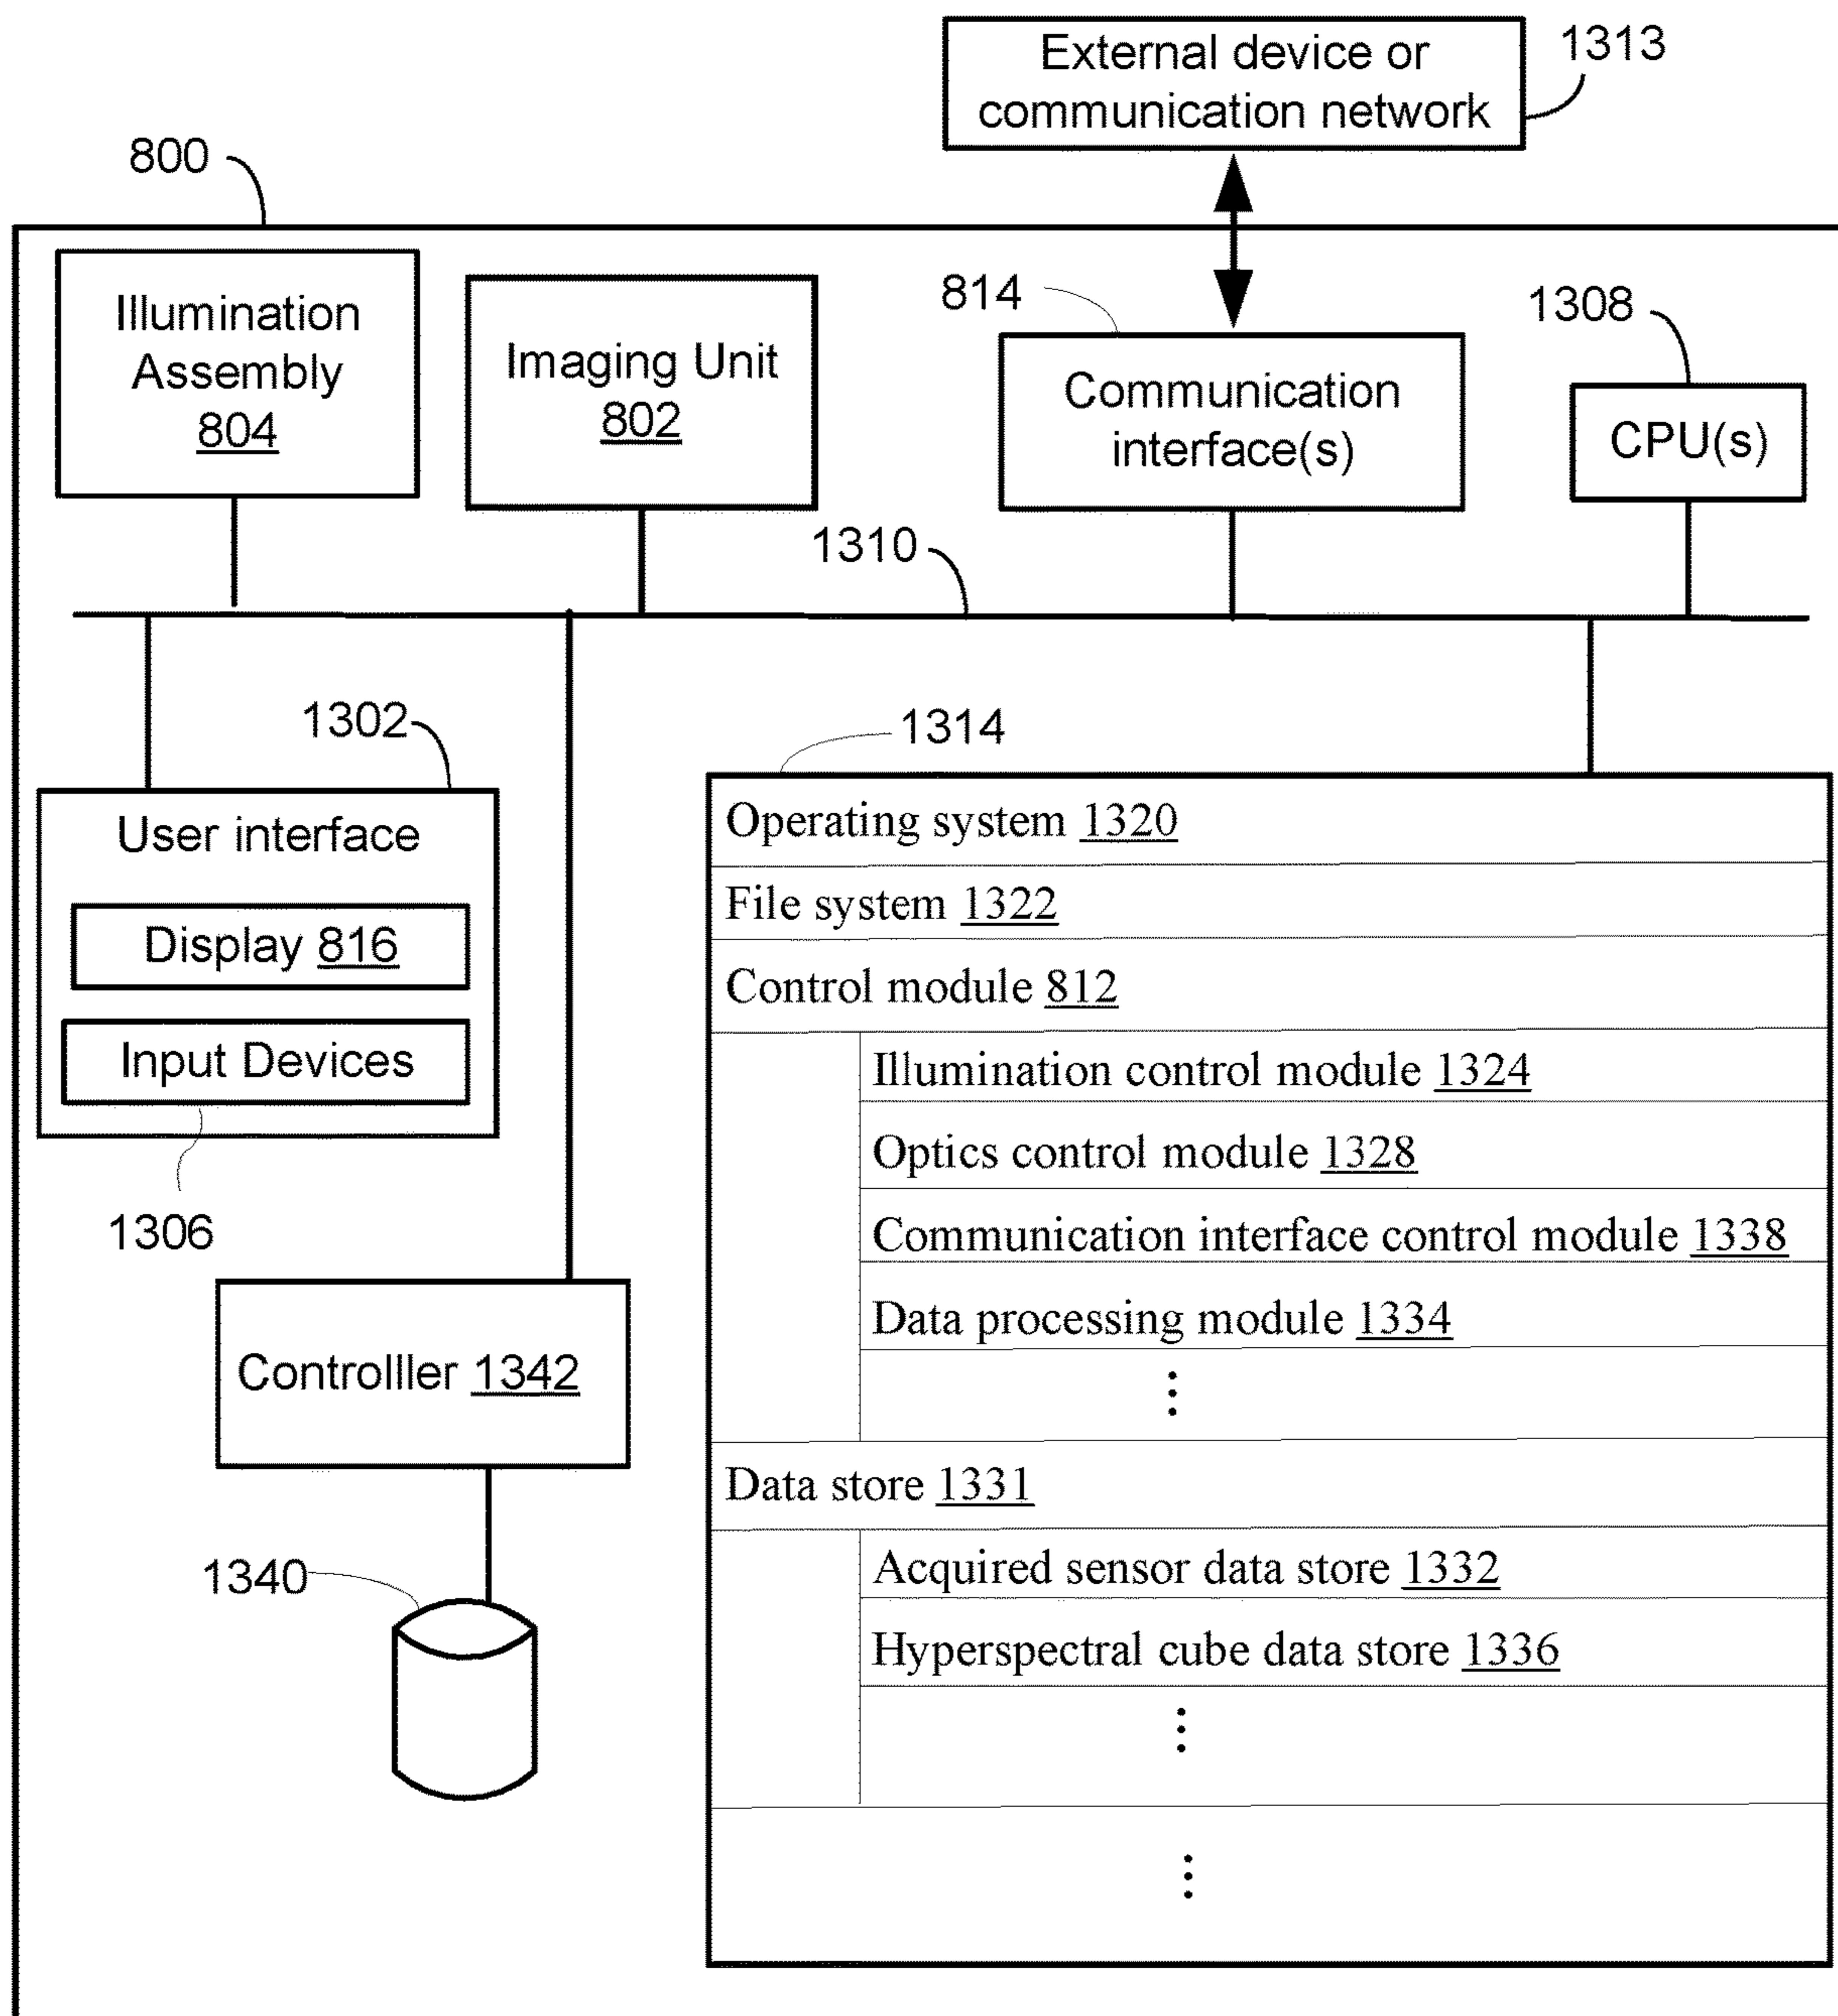 External device or
communication network
1313
800
Illumination
Assembly
804
Imaging Unit
802
814
Communication
interface(s)
1308
CPU(s)
1310
1302
User interface
Display 816
Input Devices
1306
1314
Operating system 1320
File system 1322
Control module 812
Illumination control module 1324
Optics control module 1328
Communication interface control module 1338
Data processing module 1334
⋮
Data store 1331
Acquired sensor data store 1332
Hyperspectral cube data store 1336
⋮
⋮
Controlller 1342
1340